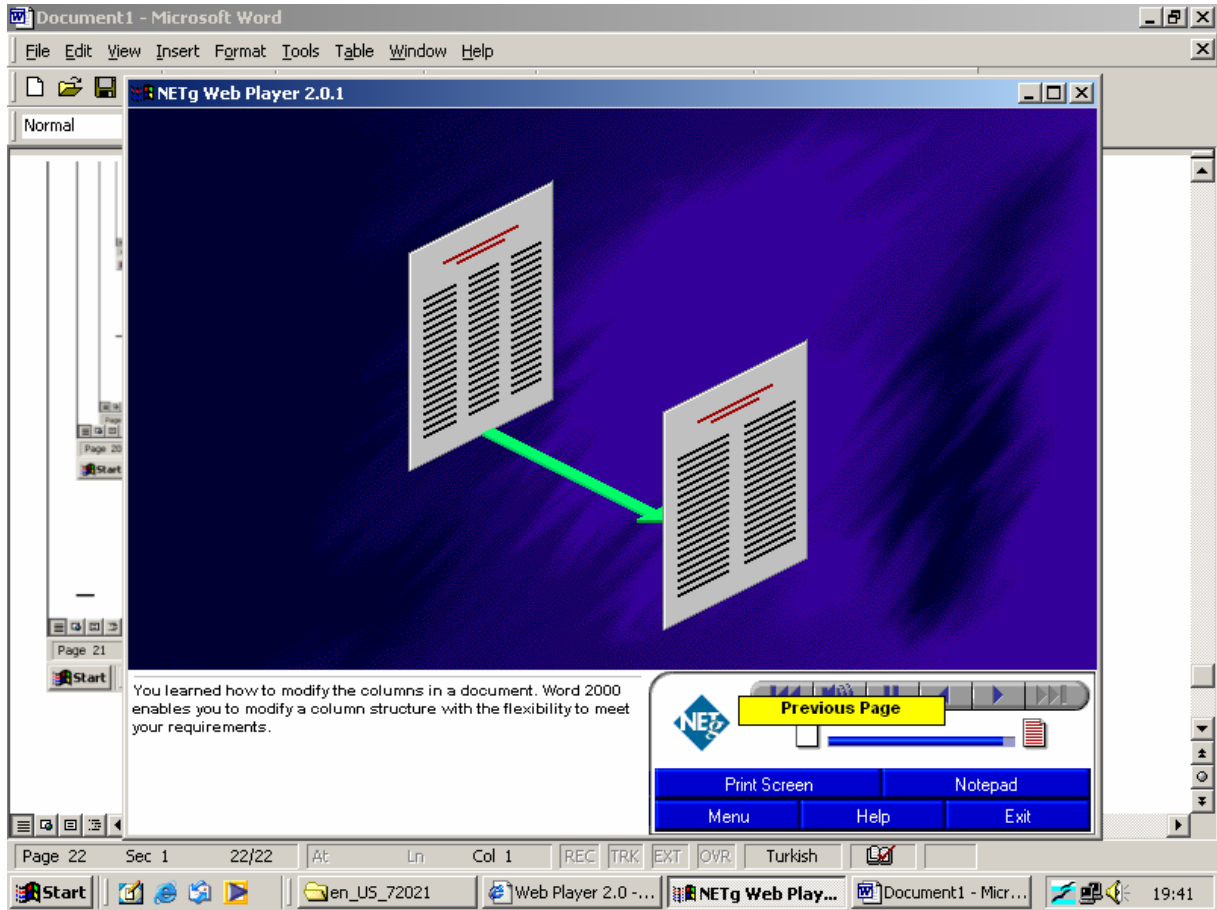 Document1 - Microsoft Word
File Edit View Insert Format Tools Table Window Help
NETg Web Player 2.0.1
Normal
Page 20
Start
Page 21
Start
You learned how to modify the columns in a document. Word 2000
enables you to modify a column structure with the flexibility to meet
your requirements.
NETg
Previous Page
Print Screen Notepad
Menu Help Exit
Page 22 Sec 1 22/22 At Ln Col 1 REC TRK EXT OVR Turkish
Start en_US_72021 Web Player 2.0 -... NETg Web Play... Document1 - Micr... 19:41